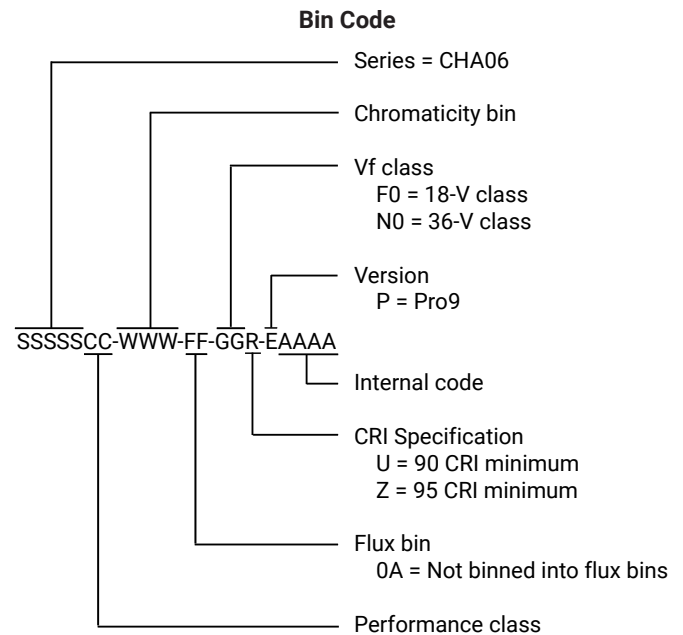 Bin Code
Series = CHA06
Chromaticity bin
Vf class
F0 = 18-V class
N0 = 36-V class
Version
P = Pro9
SSSSSCC-WWW-FF-GGR-EAAAA
Internal code
CRI Specification
U = 90 CRI minimum
Z = 95 CRI minimum
Flux bin
0A = Not binned into flux bins
Performance class